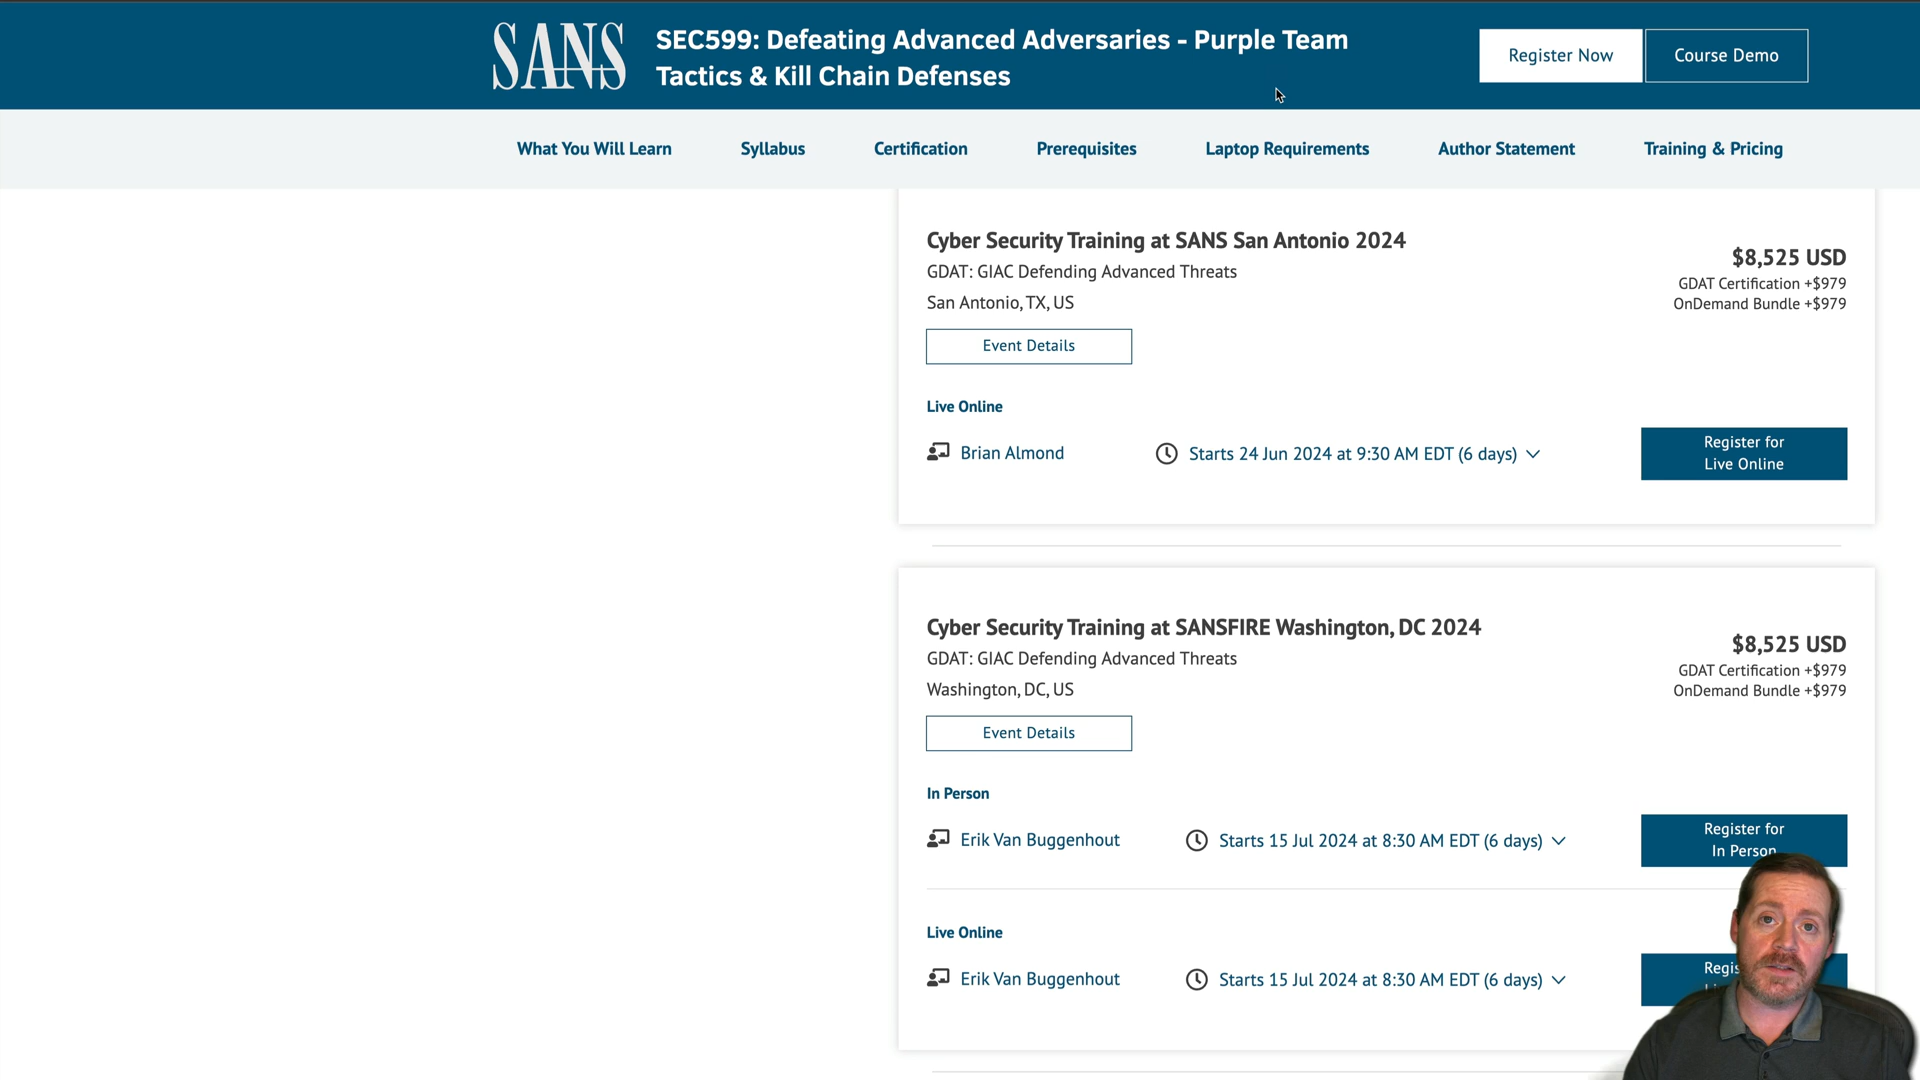 SANS
SEC599: Defeating Advanced Adversaries - Purple Team
Tactics & Kill Chain Defenses
Register Now
Course Demo
What You Will Learn
Syllabus
Certification
Prerequisites
Laptop Requirements
Author Statement
Training & Pricing
Cyber Security Training at SANS San Antonio 2024
$8,525 USD
GDAT: GIAC Defending Advanced Threats
GDAT Certification +$979
San Antonio, TX, US
OnDemand Bundle +$979
Event Details
Live Online
Brian Almond
Starts 24 Jun 2024 at 9:30 AM EDT (6 days)
Register for
Live Online
Cyber Security Training at SANSFIRE Washington, DC 2024
$8,525 USD
GDAT: GIAC Defending Advanced Threats
GDAT Certification +$979
Washington, DC, US
OnDemand Bundle +$979
Event Details
In Person
Erik Van Buggenhout
Starts 15 Jul 2024 at 8:30 AM EDT (6 days)
Register for
In Person
Live Online
Erik Van Buggenhout
Starts 15 Jul 2024 at 8:30 AM EDT (6 days)